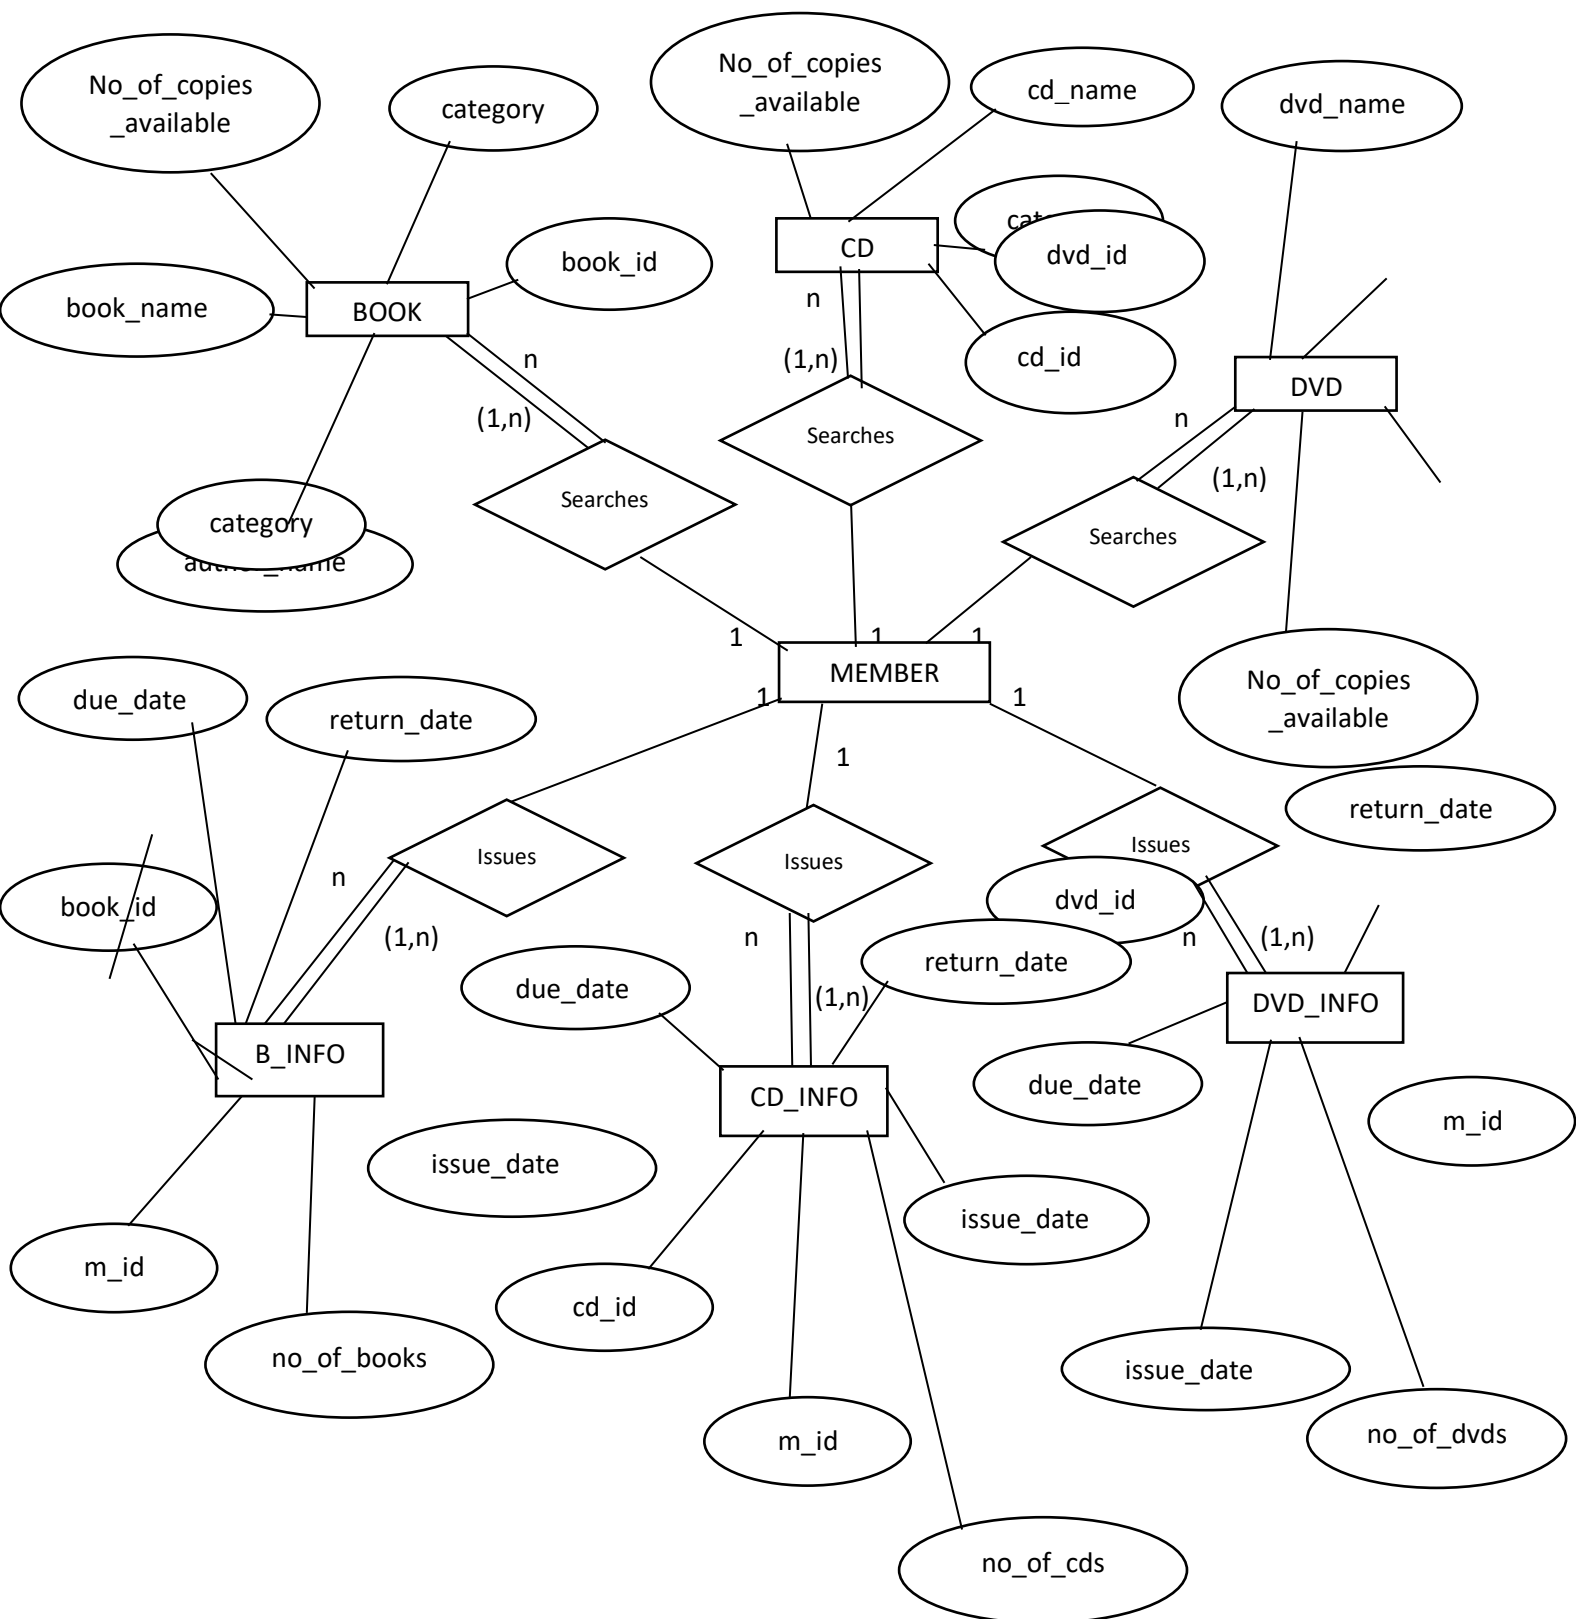 No_of_copies
_available
category
book_name
book_id
BOOK
n
(1,n)
Searches
category
No_of_copies
_available
cd_name
CD
dvd_id
cd_id
n
(1,n)
Searches
dvd_name
DVD
n
(1,n)
Searches
No_of_copies
_available
1
1
1
MEMBER
1
1
1
due_date
return_date
book_id
Issues
n
(1,n)
B_INFO
m_id
no_of_books
issue_date
Issues
n
(1,n)
due_date
return_date
CD_INFO
issue_date
cd_id
m_id
no_of_cds
Issues
dvd_id
n
(1,n)
return_date
DVD_INFO
due_date
m_id
issue_date
no_of_dvds